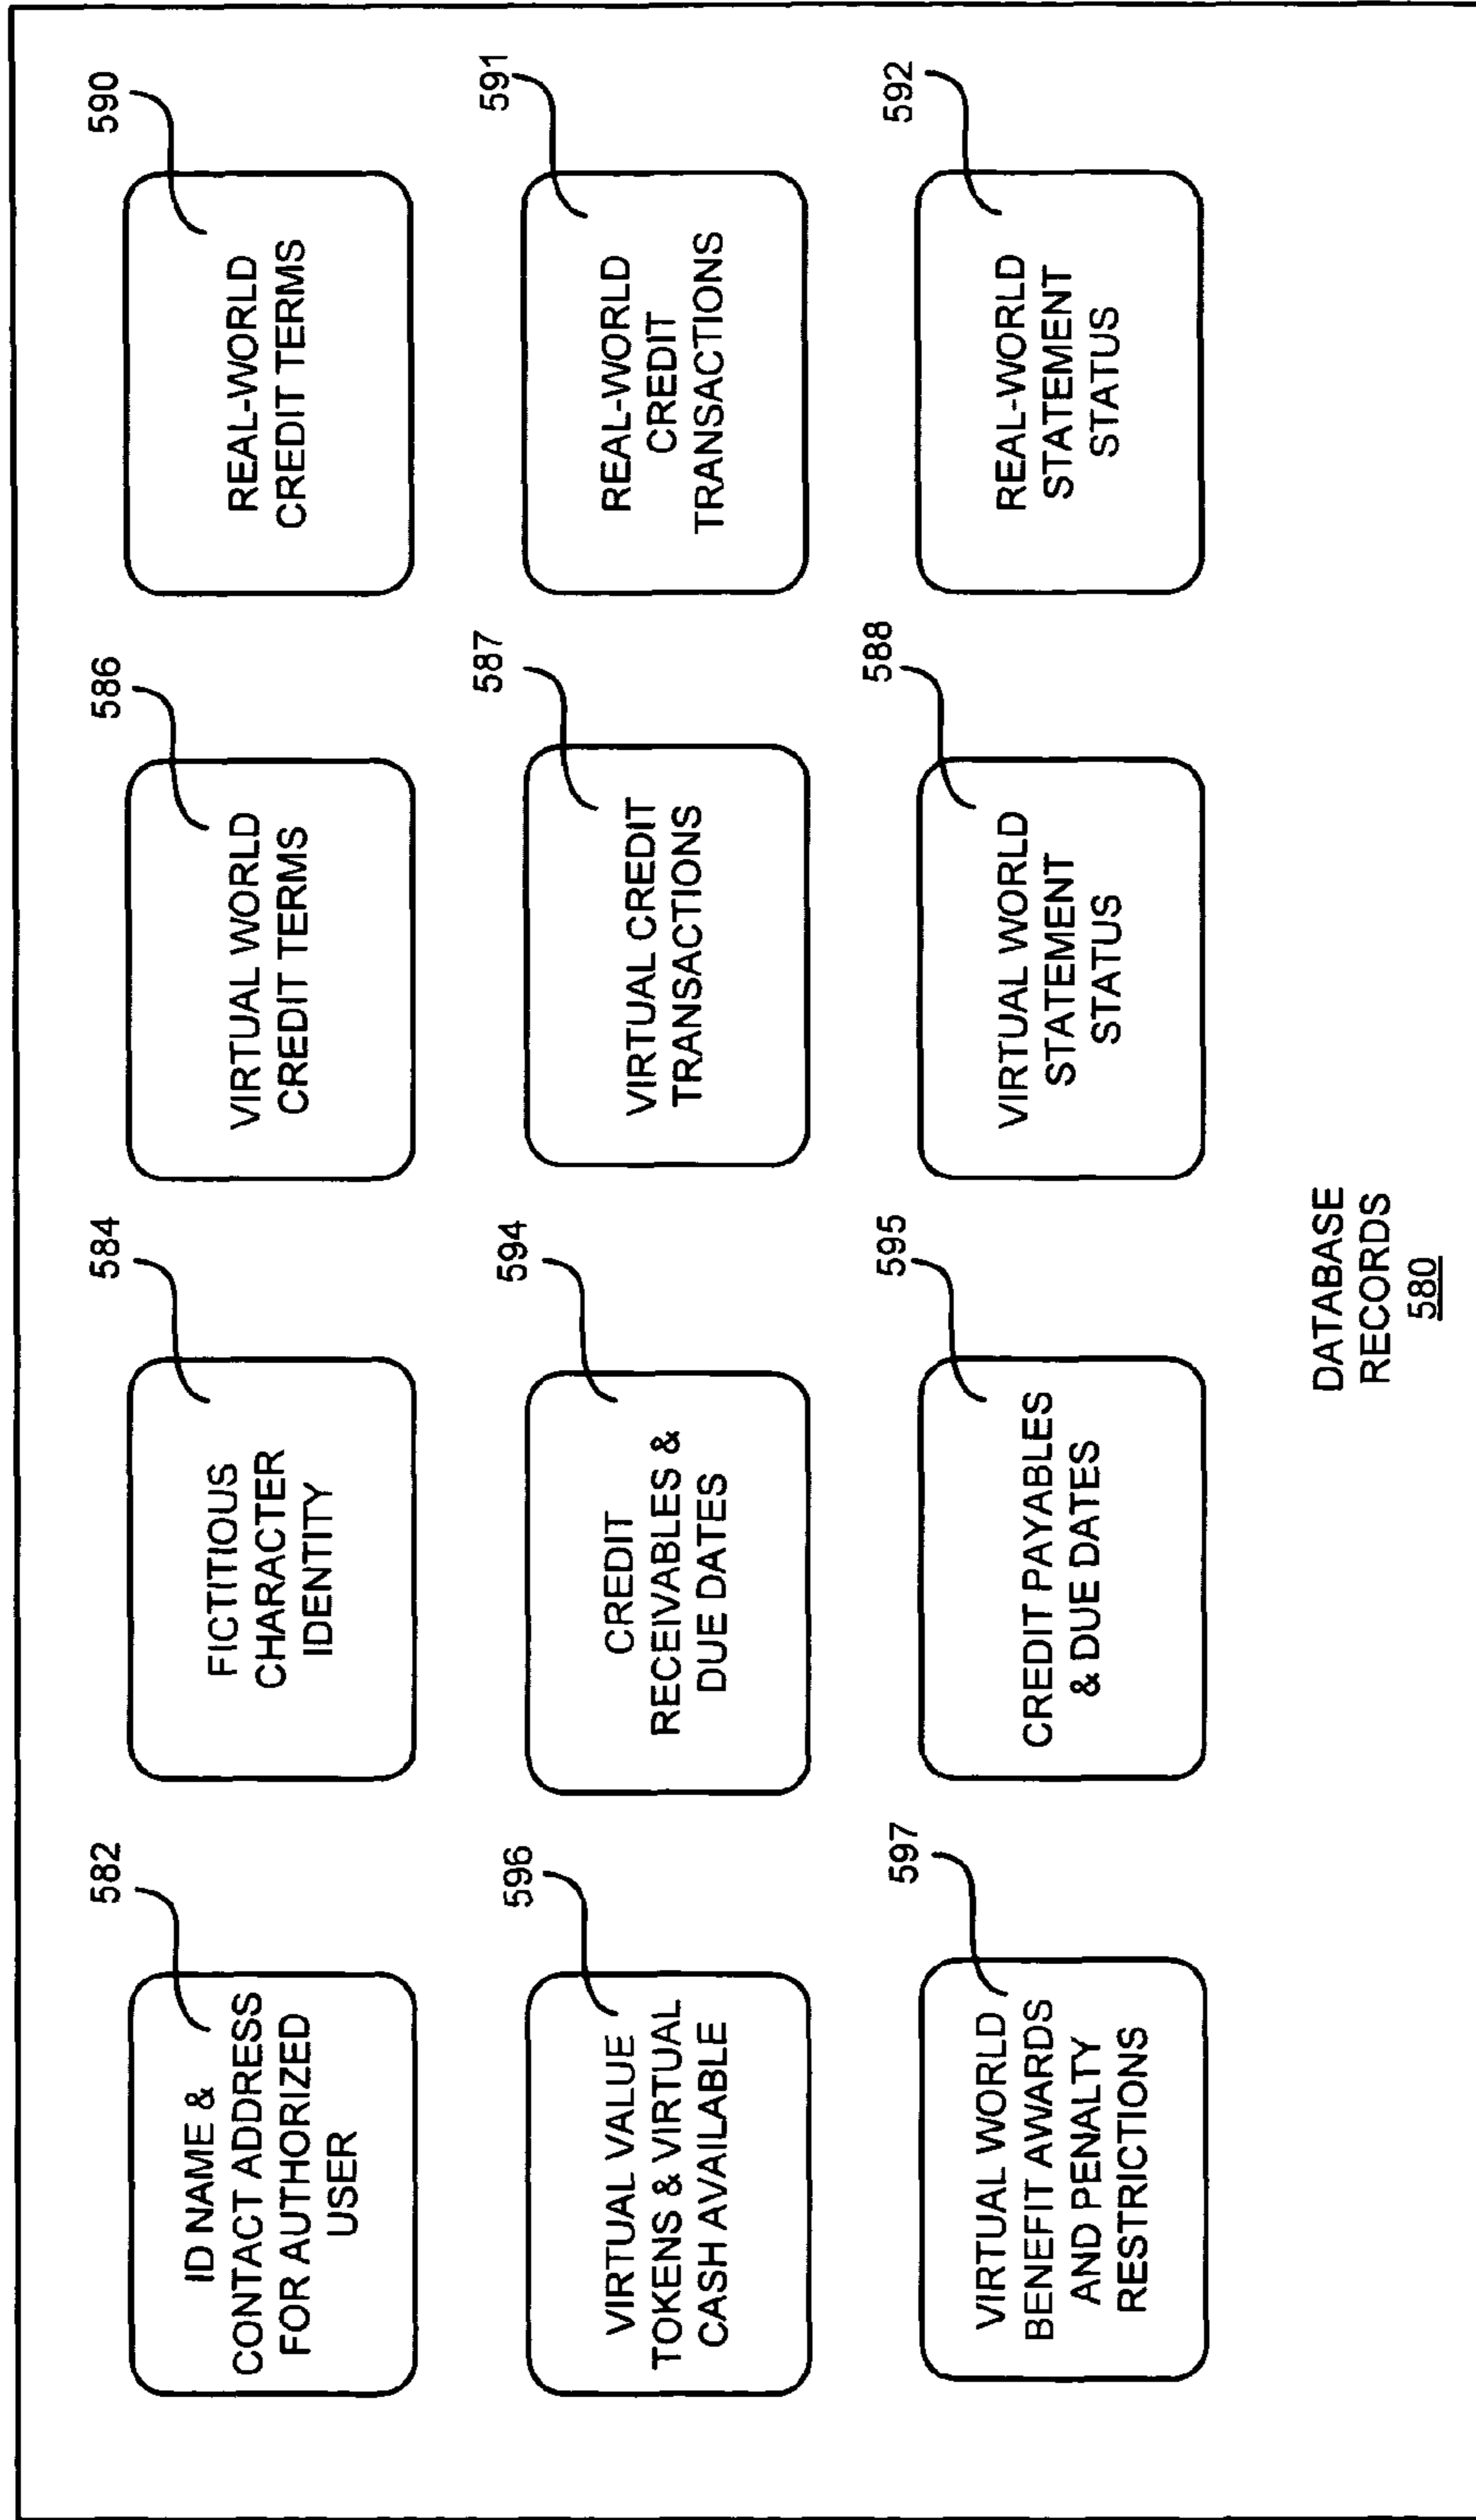 582
ID NAME &
CONTACT ADDRESS
FOR AUTHORIZED
USER
584
FICTITIOUS
CHARACTER
IDENTITY
586
VIRTUAL WORLD
CREDIT TERMS
590
REAL-WORLD
CREDIT TERMS
596
VIRTUAL VALUE
TOKENS & VIRTUAL
CASH AVAILABLE
594
CREDIT
RECEIVABLES &
DUE DATES
587
VIRTUAL CREDIT
TRANSACTIONS
591
REAL-WORLD
CREDIT
TRANSACTIONS
597
VIRTUAL WORLD
BENEFIT AWARDS
AND PENALTY
RESTRICTIONS
595
CREDIT PAYABLES
& DUE DATES
588
VIRTUAL WORLD
STATEMENT
STATUS
592
REAL-WORLD
STATEMENT
STATUS
DATABASE
RECORDS
580